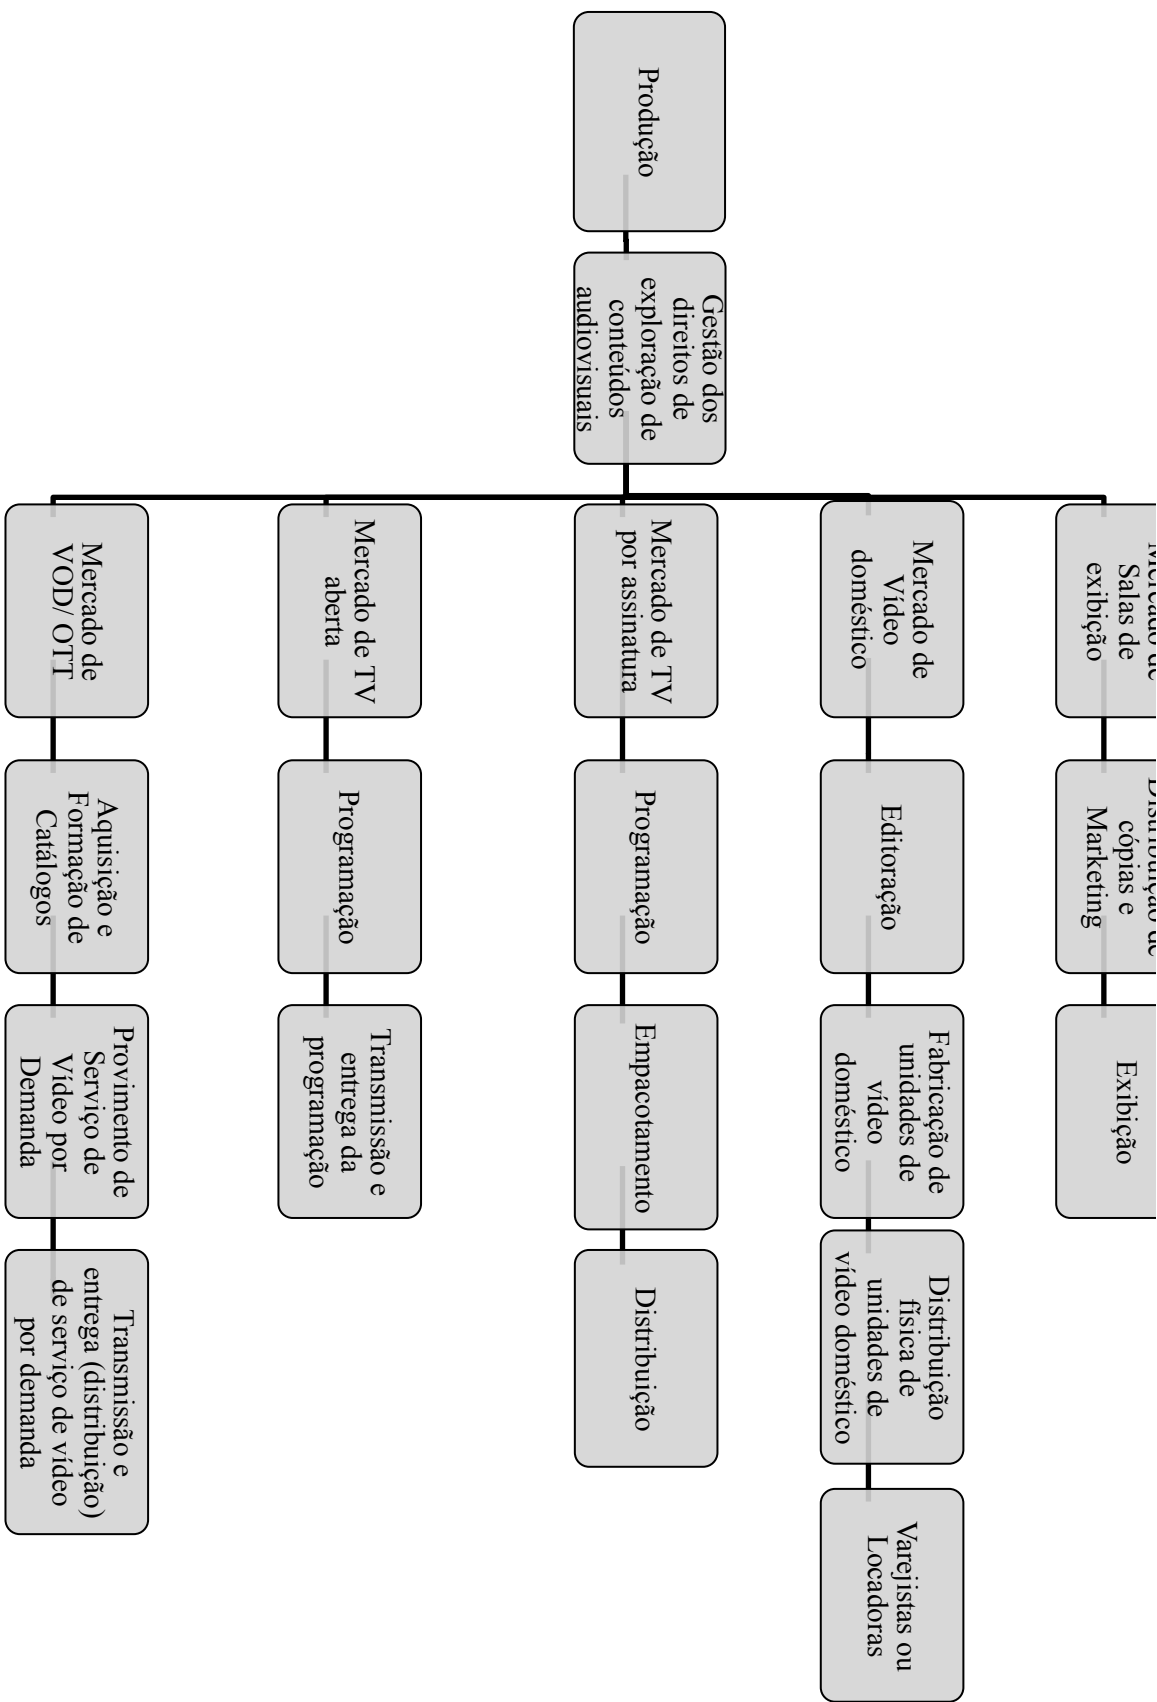 Produção
Gestão dos
direitos de
exploração de
conteúdos
audiovisuais
Mercado de
Salas de
exibição
Distribuição de
cópias e
Marketing
Exibição
Mercado de
Vídeo
doméstico
Editoração
Fabricação de
unidades de
vídeo
doméstico
Distribuição
física de
unidades de
vídeo doméstico
Varejistas ou
Locadoras
Mercado de TV
por assinatura
Programação
Empacotamento
Distribuição
Mercado de TV
aberta
Programação
Transmissão e
entrega da
programação
Mercado de
VOD/ OTT
Aquisição e
Formação de
Catálogos
Provimento de
Serviço de
Vídeo por
Demanda
Transmissão e
entrega (distribuição)
de serviço de vídeo
por demanda